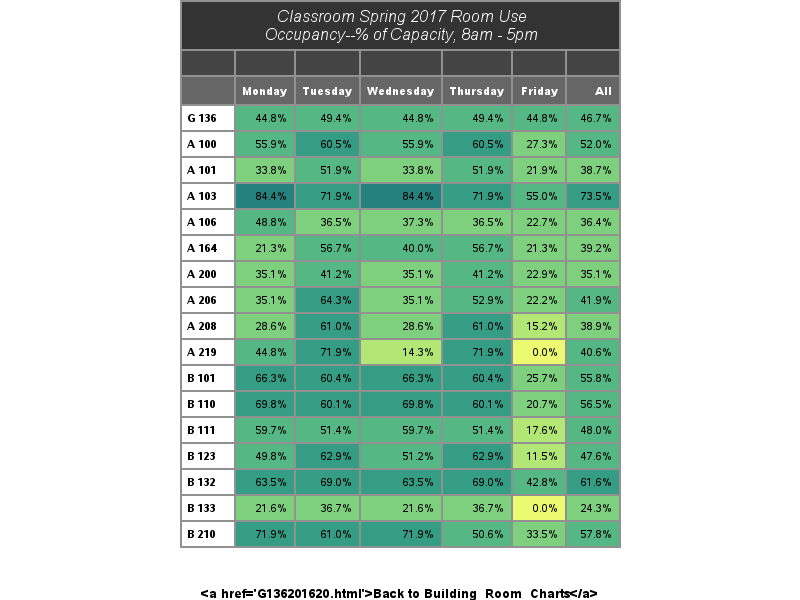 Classroom Spring 2017 Room Use
Occupancy--% of Capacity, 8am - 5pm
Monday Tuesday Wednesday Thursday Friday All
G 136 44.8% 49.4% 44.8% 49.4% 44.8% 46.7%
A 100 55.9% 60.5% 55.9% 60.5% 27.3% 52.0%
A 101 33.8% 51.9% 33.8% 51.9% 21.9% 38.7%
A 103 84.4% 71.9% 84.4% 71.9% 55.0% 73.5%
A 106 48.8% 36.5% 37.3% 36.5% 22.7% 36.4%
A 164 21.3% 56.7% 40.0% 56.7% 21.3% 39.2%
A 200 35.1% 41.2% 35.1% 41.2% 22.9% 35.1%
A 206 35.1% 64.3% 35.1% 52.9% 22.2% 41.9%
A 208 28.6% 61.0% 28.6% 61.0% 15.2% 38.9%
A 219 44.8% 71.9% 14.3% 71.9% 0.0% 40.6%
B 101 66.3% 60.4% 66.3% 60.4% 25.7% 55.8%
B 110 69.8% 60.1% 69.8% 60.1% 20.7% 56.5%
B 111 59.7% 51.4% 59.7% 51.4% 17.6% 48.0%
B 123 49.8% 62.9% 51.2% 62.9% 11.5% 47.6%
B 132 63.5% 69.0% 63.5% 69.0% 42.8% 61.6%
B 133 21.6% 36.7% 21.6% 36.7% 0.0% 24.3%
B 210 71.9% 61.0% 71.9% 50.6% 33.5% 57.8%
<a href='G136201620.html'>Back to Building_Room_Charts</a>